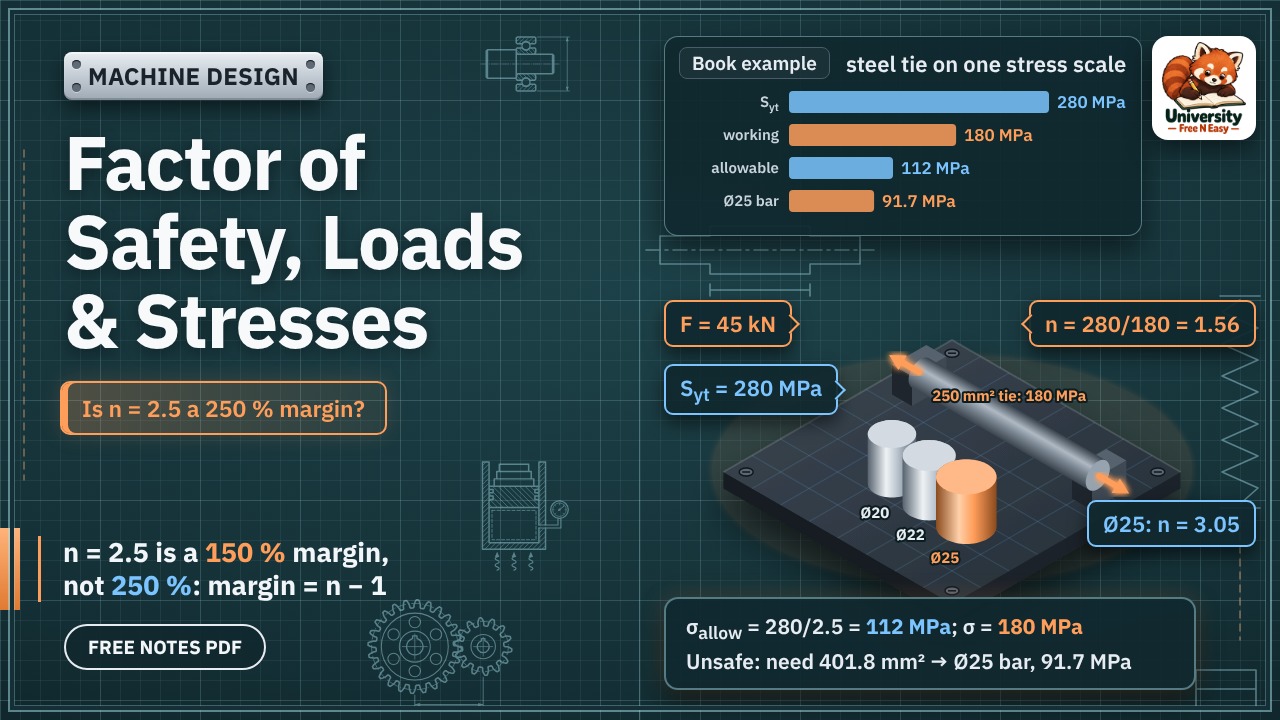 MACHINE DESIGN
Factor of
Safety, Loads
& Stresses
Is n = 2.5 a 250 % margin?
n = 2.5 is a 150 % margin,
not 250 %: margin = n − 1
FREE NOTES PDF
Book example steel tie on one stress scale
Syt 280 MPa
working 180 MPa
allowable 112 MPa
Ø25 bar 91.7 MPa
University
Free N Easy
F = 45 kN
n = 280/180 = 1.56
Syt = 280 MPa
250 mm² tie: 180 MPa
Ø20
Ø22
Ø25
Ø25: n = 3.05
σallow = 280/2.5 = 112 MPa; σ = 180 MPa
Unsafe: need 401.8 mm² → Ø25 bar, 91.7 MPa